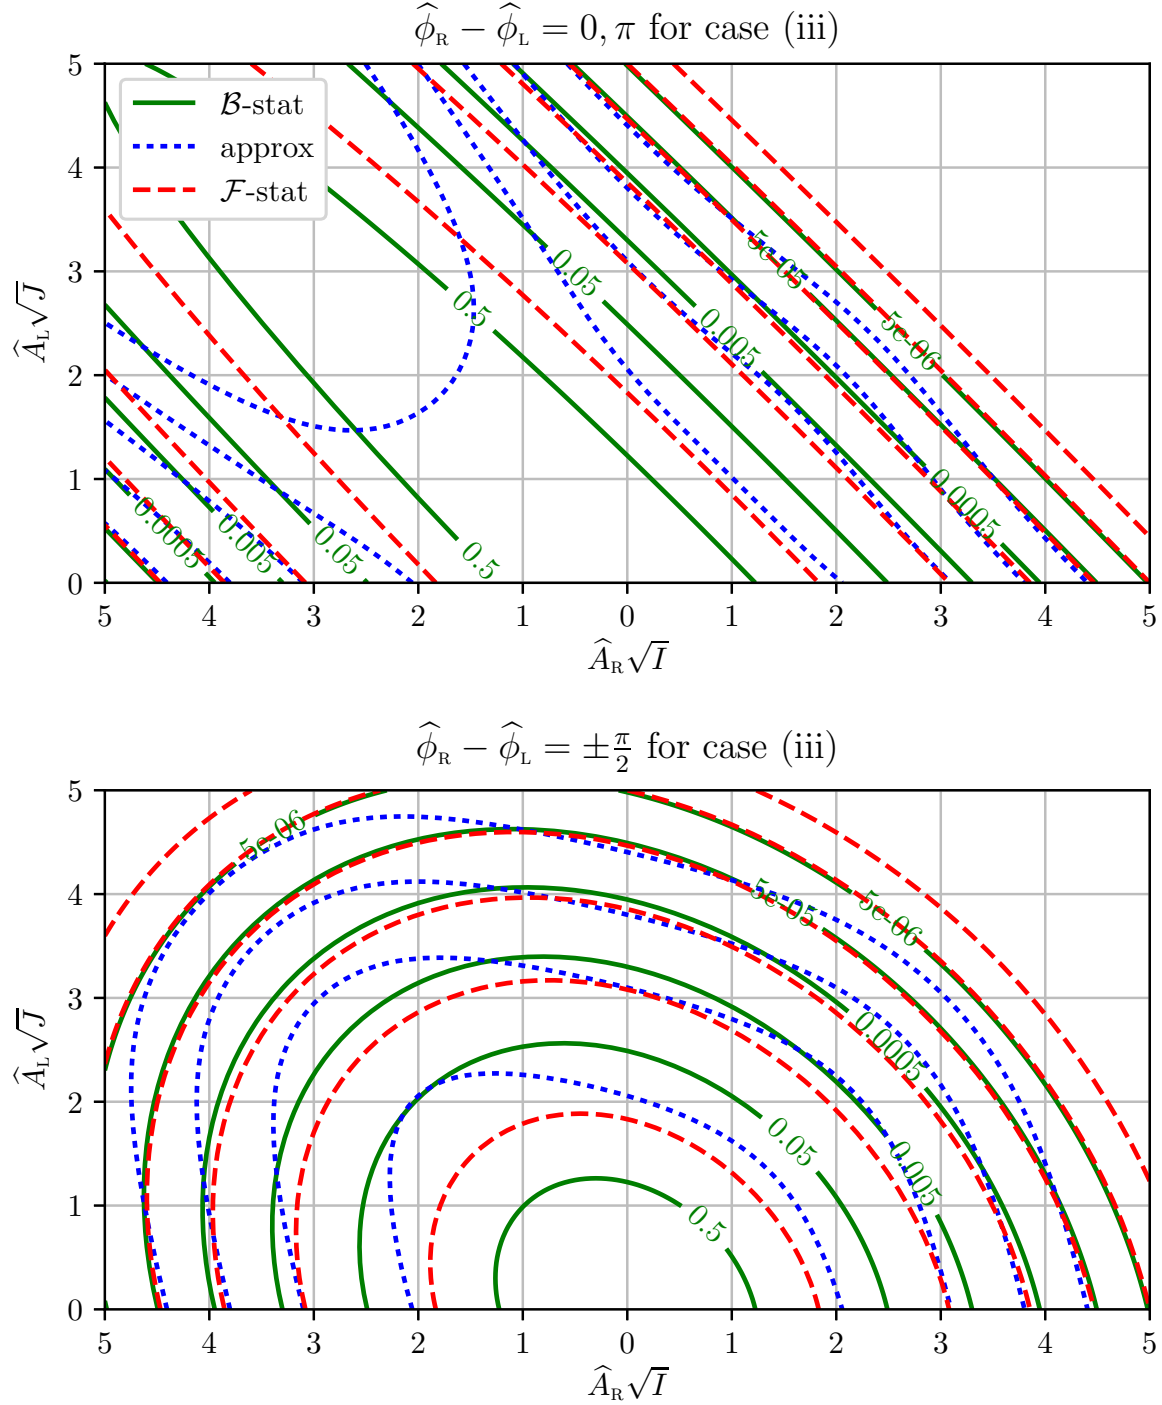 ϕ̂_R − ϕ̂_L = 0, π for case (iii)
5
4
3
2
1
0
Â_L√J
ℬ-stat
approx
ℱ-stat
5e-05
0.05
0.5
5e-06
0.005
0.0005
0.0005
0.005
0.05
0.5
5 4 3 2 1 0 1 2 3 4 5
Â_R√I
ϕ̂_R − ϕ̂_L = ±π/2 for case (iii)
5
4
3
2
1
0
Â_L√J
5e-06
5e-05
5e-06
0.0005
0.05
0.005
0.5
5 4 3 2 1 0 1 2 3 4 5
Â_R√I